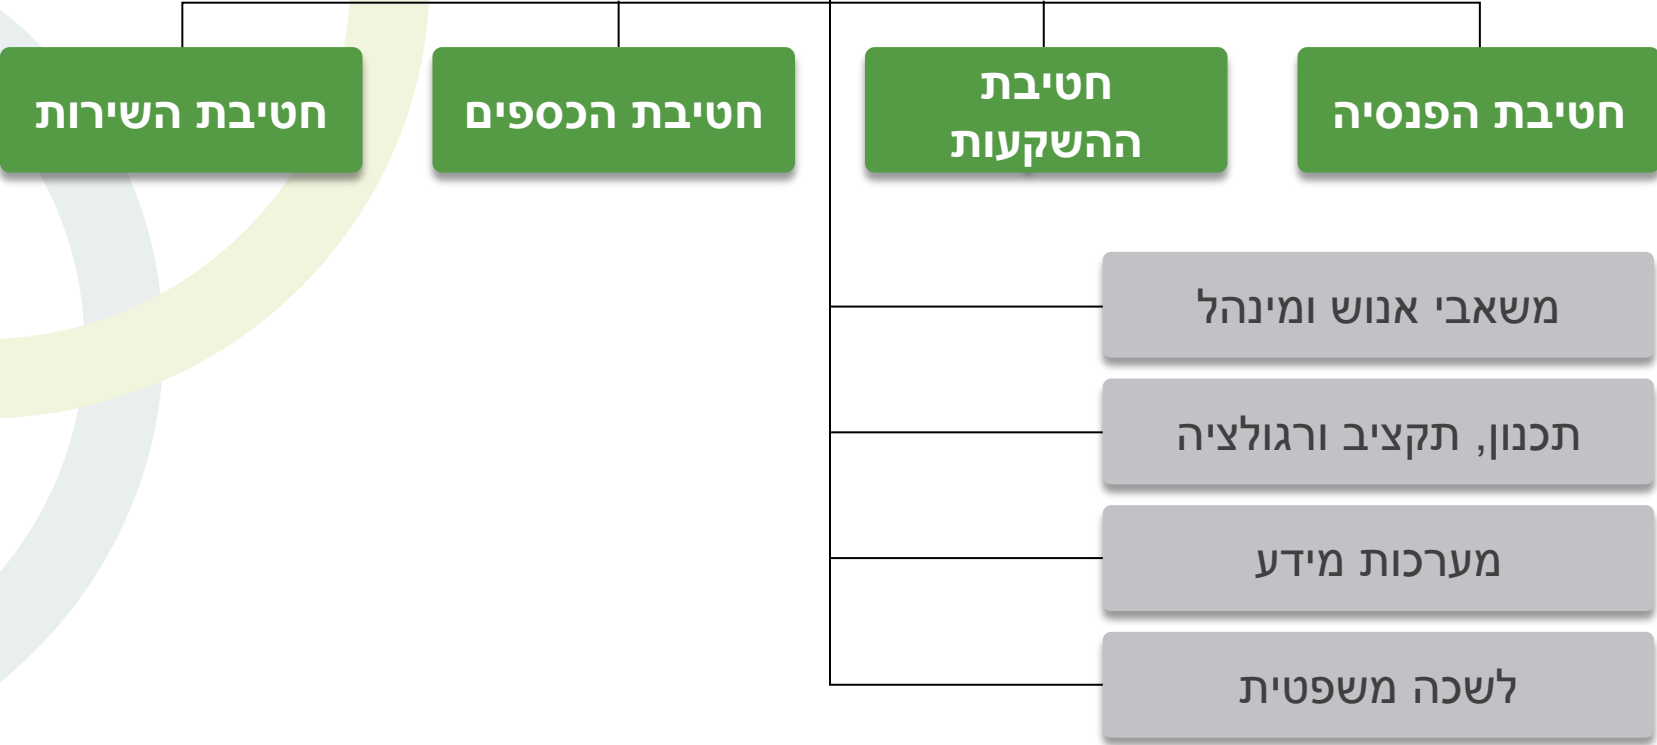 חטיבת הפנסיה
חטיבת
ההשקעות
חטיבת הכספים
חטיבת השירות
משאבי אנוש ומינהל
תכנון, תקציב ורגולציה
מערכות מידע
לשכה משפטית